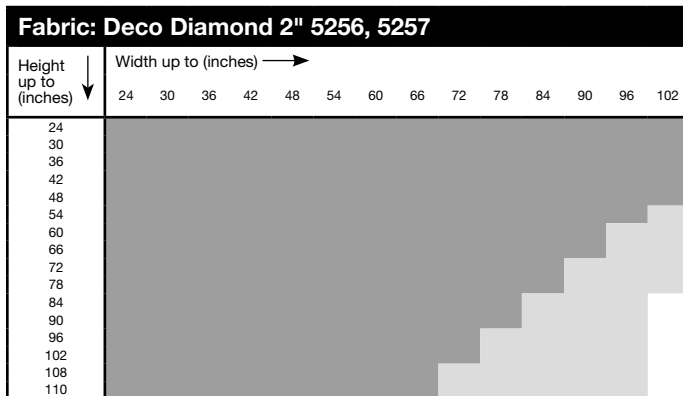 Fabric: Deco Diamond 2" 5256, 5257
Height
up to
(inches)
Width up to (inches)
24 30 36 42 48 54 60 66 72 78 84 90 96 102
24
30
36
42
48
54
60
66
72
78
84
90
96
102
108
110